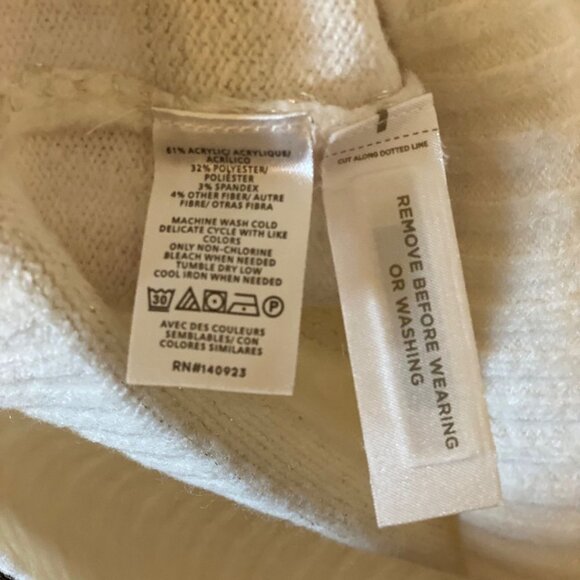 61% ACRYLIC/ ACRYLIQUE/
ACRÍLICO
32% POLYESTER/
POLIÉSTER
3% SPANDEX
4% OTHER FIBER/ AUTRE
FIBRE/ OTRAS FIBRA
MACHINE WASH COLD
DELICATE CYCLE WITH LIKE
COLORS
ONLY NON-CHLORINE
BLEACH WHEN NEEDED
TUMBLE DRY LOW
COOL IRON WHEN NEEDED
30 P
AVEC DES COULEURS
SEMBLABLES/ CON
COLORES SIMILARES
RN#140923
CUT ALONG DOTTED LINE
REMOVE BEFORE WEARING
OR WASHING